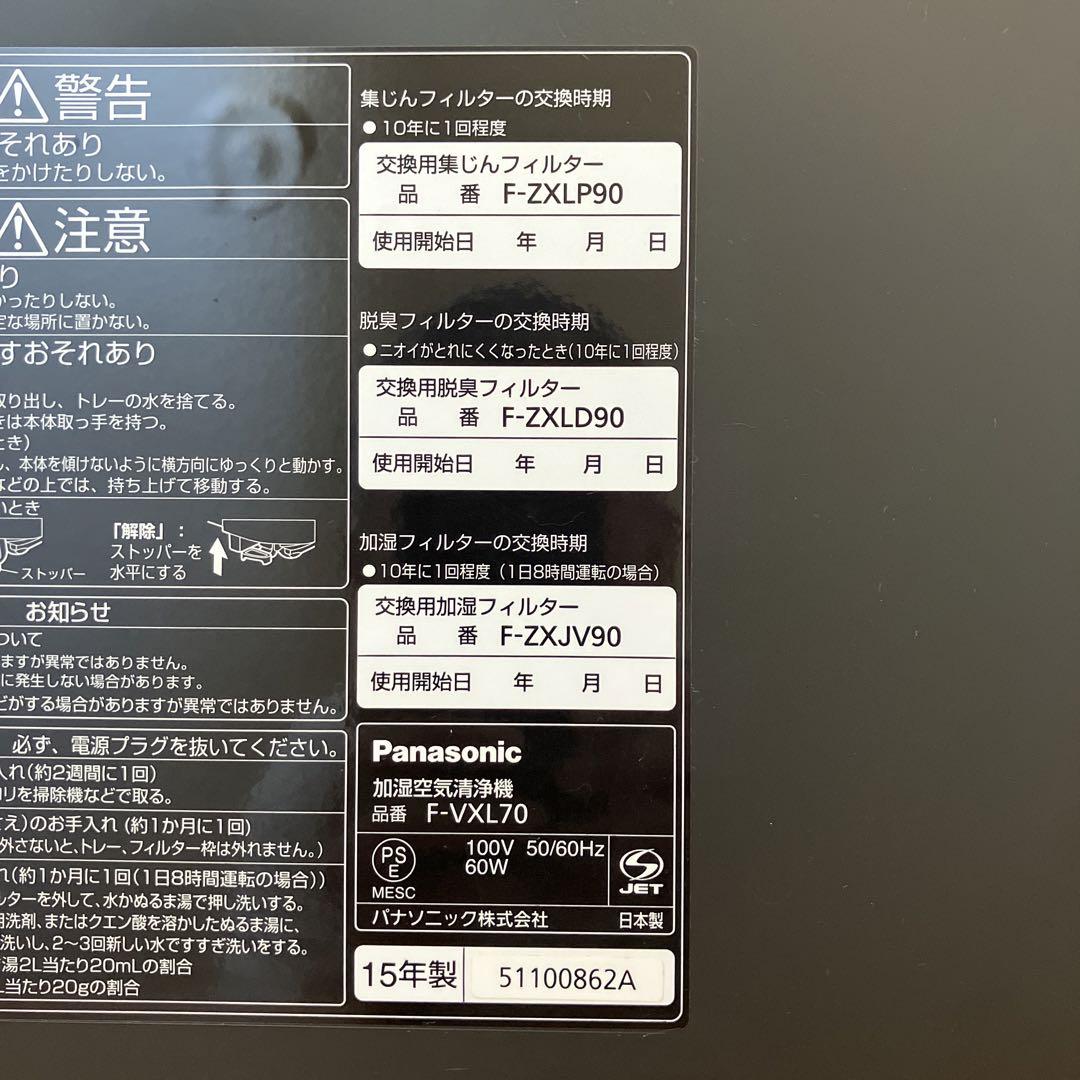 警告
それあり
をかけたりしない。
注意
り
かったりしない。
定な場所に置かない。
すおそれあり
取り出し、トレーの水を捨てる。
きは本体取っ手を持つ。
とき)
し、本体を傾けないように横方向にゆっくりと動かす。
などの上では、持ち上げて移動する。
いとき
「解除」:
ストッパーを
水平にする
ストッパー
お知らせ
ついて
ますが異常ではありません。
に発生しない場合があります。
どがする場合がありますが異常ではありません。
必ず、電源プラグを抜いてください。
入れ(約2週間に1回)
リを掃除機などで取る。
さえ)のお手入れ (約1か月に1回)
外さないと、トレー、フィルター枠は外れません。)
れ(約1か月に1回(1日8時間運転の場合))
ルターを外して、水かぬるま湯で押し洗いする。
用洗剤、またはクエン酸を溶かしたぬるま湯に、
洗いし、2〜3回新しい水ですすぎ洗いをする。
湯2L当たり20mLの割合
L当たり20gの割合
集じんフィルターの交換時期
●10年に1回程度
交換用集じんフィルター
品 番 F-ZXLP90
使用開始日 年 月 日
脱臭フィルターの交換時期
●ニオイがとれにくくなったとき(10年に1回程度)
交換用脱臭フィルター
品 番 F-ZXLD90
使用開始日 年 月 日
加湿フィルターの交換時期
●10年に1回程度(1日8時間運転の場合)
交換用加湿フィルター
品 番 F-ZXJV90
使用開始日 年 月 日
Panasonic
加湿空気清浄機
品番 F-VXL70
PSE
MESC
100V 50/60Hz
60W
JET
パナソニック株式会社 日本製
15年製 51100862A